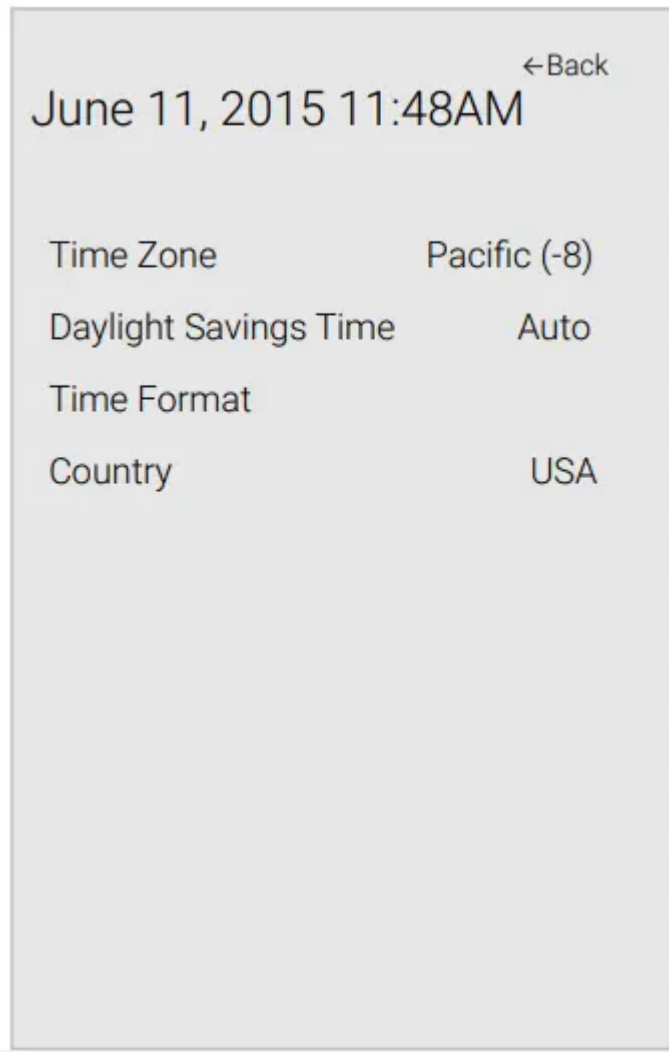 ←Back
June 11, 2015 11:48AM
Time Zone Pacific (-8)
Daylight Savings Time Auto
Time Format
Country USA